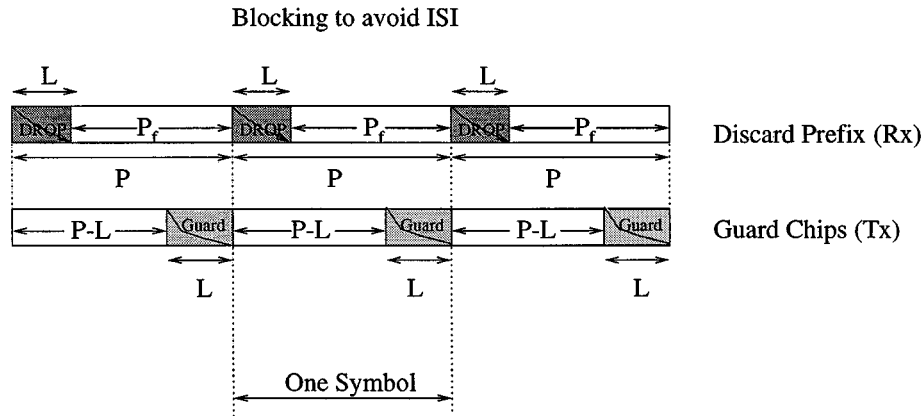 Blocking to avoid ISI
L L L
DROP P_f DROP P_f DROP P_f Discard Prefix (Rx)
P P P
P-L Guard P-L Guard P-L Guard Guard Chips (Tx)
L L L
One Symbol